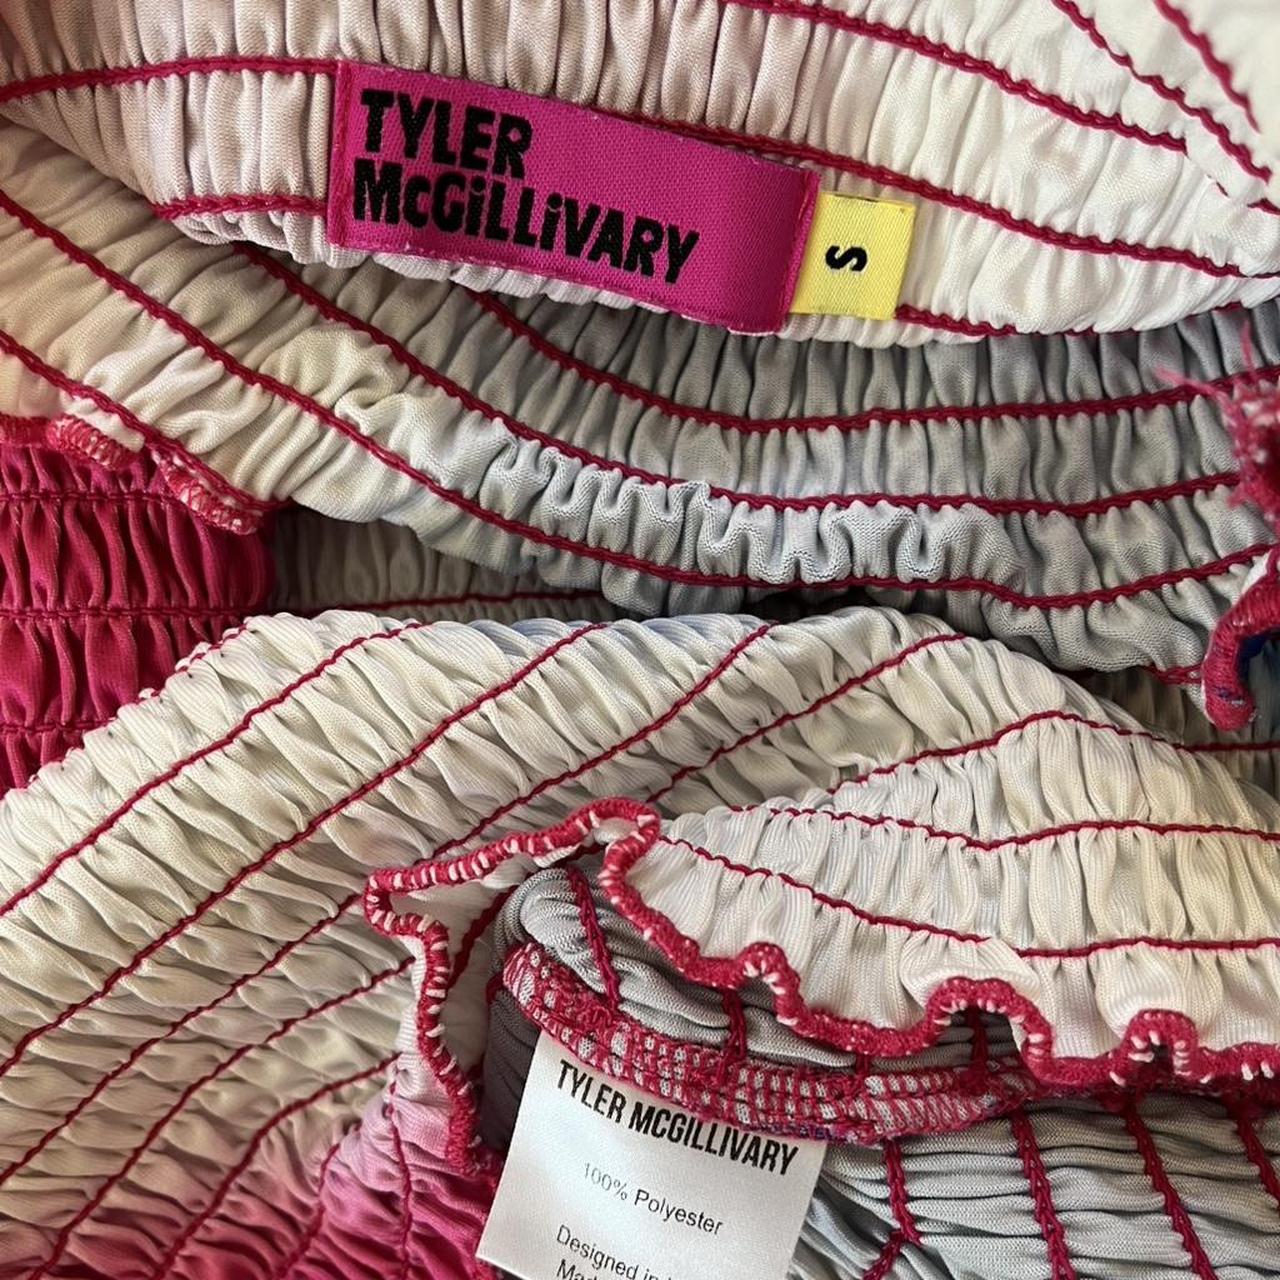 TYLER
McGiLLiVARY
S
TYLER MCGILLIVARY
100% Polyester
Designed in